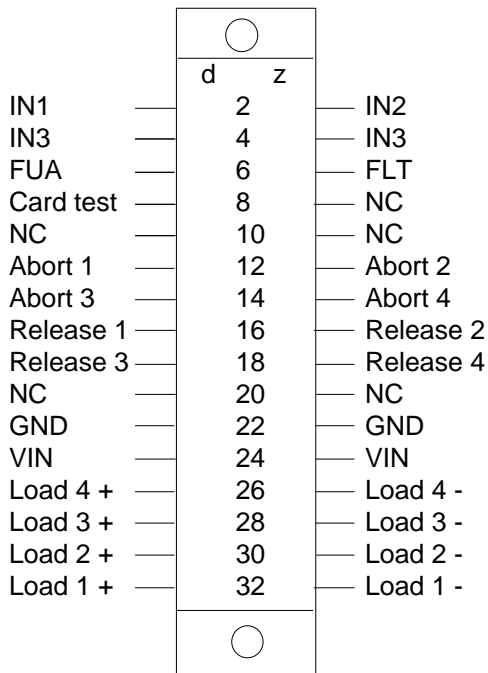 d z
IN1 2 IN2
IN3 4 IN3
FUA 6 FLT
Card test 8 NC
NC 10 NC
Abort 1 12 Abort 2
Abort 3 14 Abort 4
Release 1 16 Release 2
Release 3 18 Release 4
NC 20 NC
GND 22 GND
VIN 24 VIN
Load 4 + 26 Load 4 -
Load 3 + 28 Load 3 -
Load 2 + 30 Load 2 -
Load 1 + 32 Load 1 -